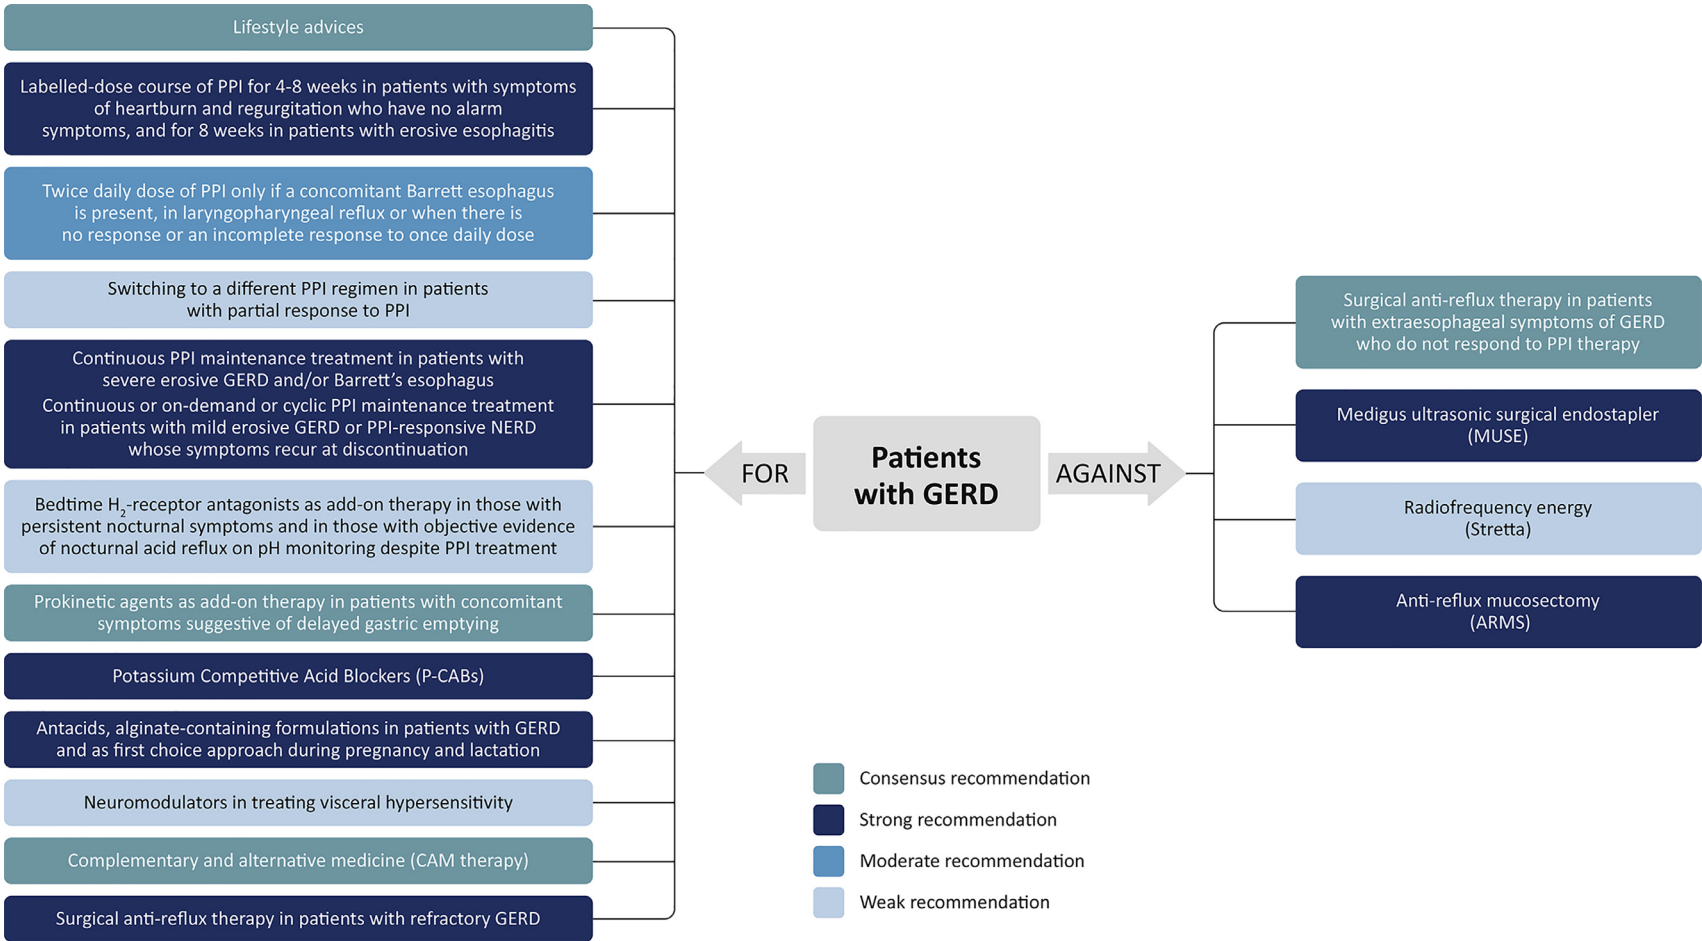 Lifestyle advices
Labelled-dose course of PPI for 4-8 weeks in patients with symptoms
of heartburn and regurgitation who have no alarm
symptoms, and for 8 weeks in patients with erosive esophagitis
Twice daily dose of PPI only if a concomitant Barrett esophagus
is present, in laryngopharyngeal reflux or when there is
no response or an incomplete response to once daily dose
Switching to a different PPI regimen in patients
with partial response to PPI
Continuous PPI maintenance treatment in patients with
severe erosive GERD and/or Barrett’s esophagus
Continuous or on-demand or cyclic PPI maintenance treatment
in patients with mild erosive GERD or PPI-responsive NERD
whose symptoms recur at discontinuation
Bedtime H₂-receptor antagonists as add-on therapy in those with
persistent nocturnal symptoms and in those with objective evidence
of nocturnal acid reflux on pH monitoring despite PPI treatment
Prokinetic agents as add-on therapy in patients with concomitant
symptoms suggestive of delayed gastric emptying
Potassium Competitive Acid Blockers (P-CABs)
Antacids, alginate-containing formulations in patients with GERD
and as first choice approach during pregnancy and lactation
Neuromodulators in treating visceral hypersensitivity
Complementary and alternative medicine (CAM therapy)
Surgical anti-reflux therapy in patients with refractory GERD
FOR
Patients
with GERD
AGAINST
Surgical anti-reflux therapy in patients
with extraesophageal symptoms of GERD
who do not respond to PPI therapy
Medigus ultrasonic surgical endostapler
(MUSE)
Radiofrequency energy
(Stretta)
Anti-reflux mucosectomy
(ARMS)
Consensus recommendation
Strong recommendation
Moderate recommendation
Weak recommendation